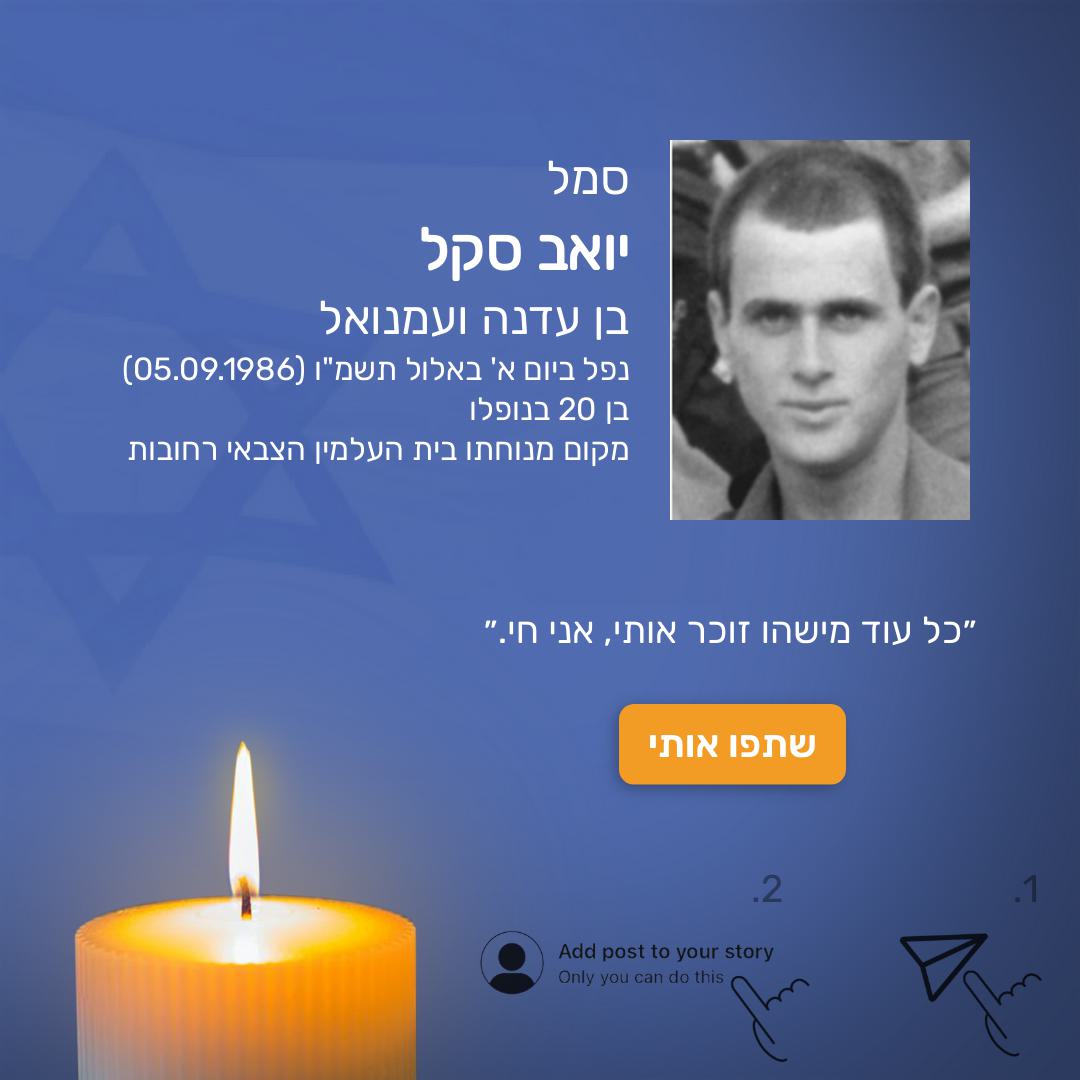 סמל
יואב סקל
בן עדנה ועמנואל
נפל ביום א' באלול תשמ"ו (05.09.1986)
בן 20 בנופלו
מקום מנוחתו בית העלמין הצבאי רחובות
״כל עוד מישהו זוכר אותי, אני חי.״
שתפו אותי
.1
.2
Add post to your story
Only you can do this